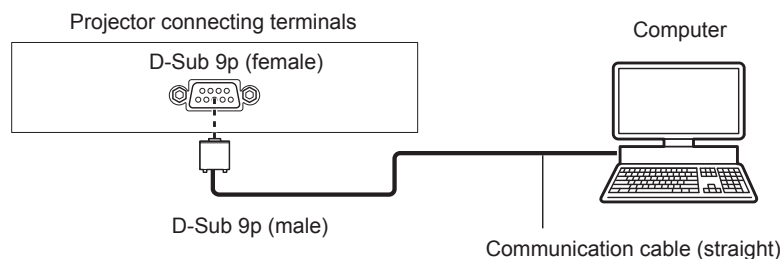 Projector connecting terminals
Computer
D-Sub 9p (female)
D-Sub 9p (male)
Communication cable (straight)